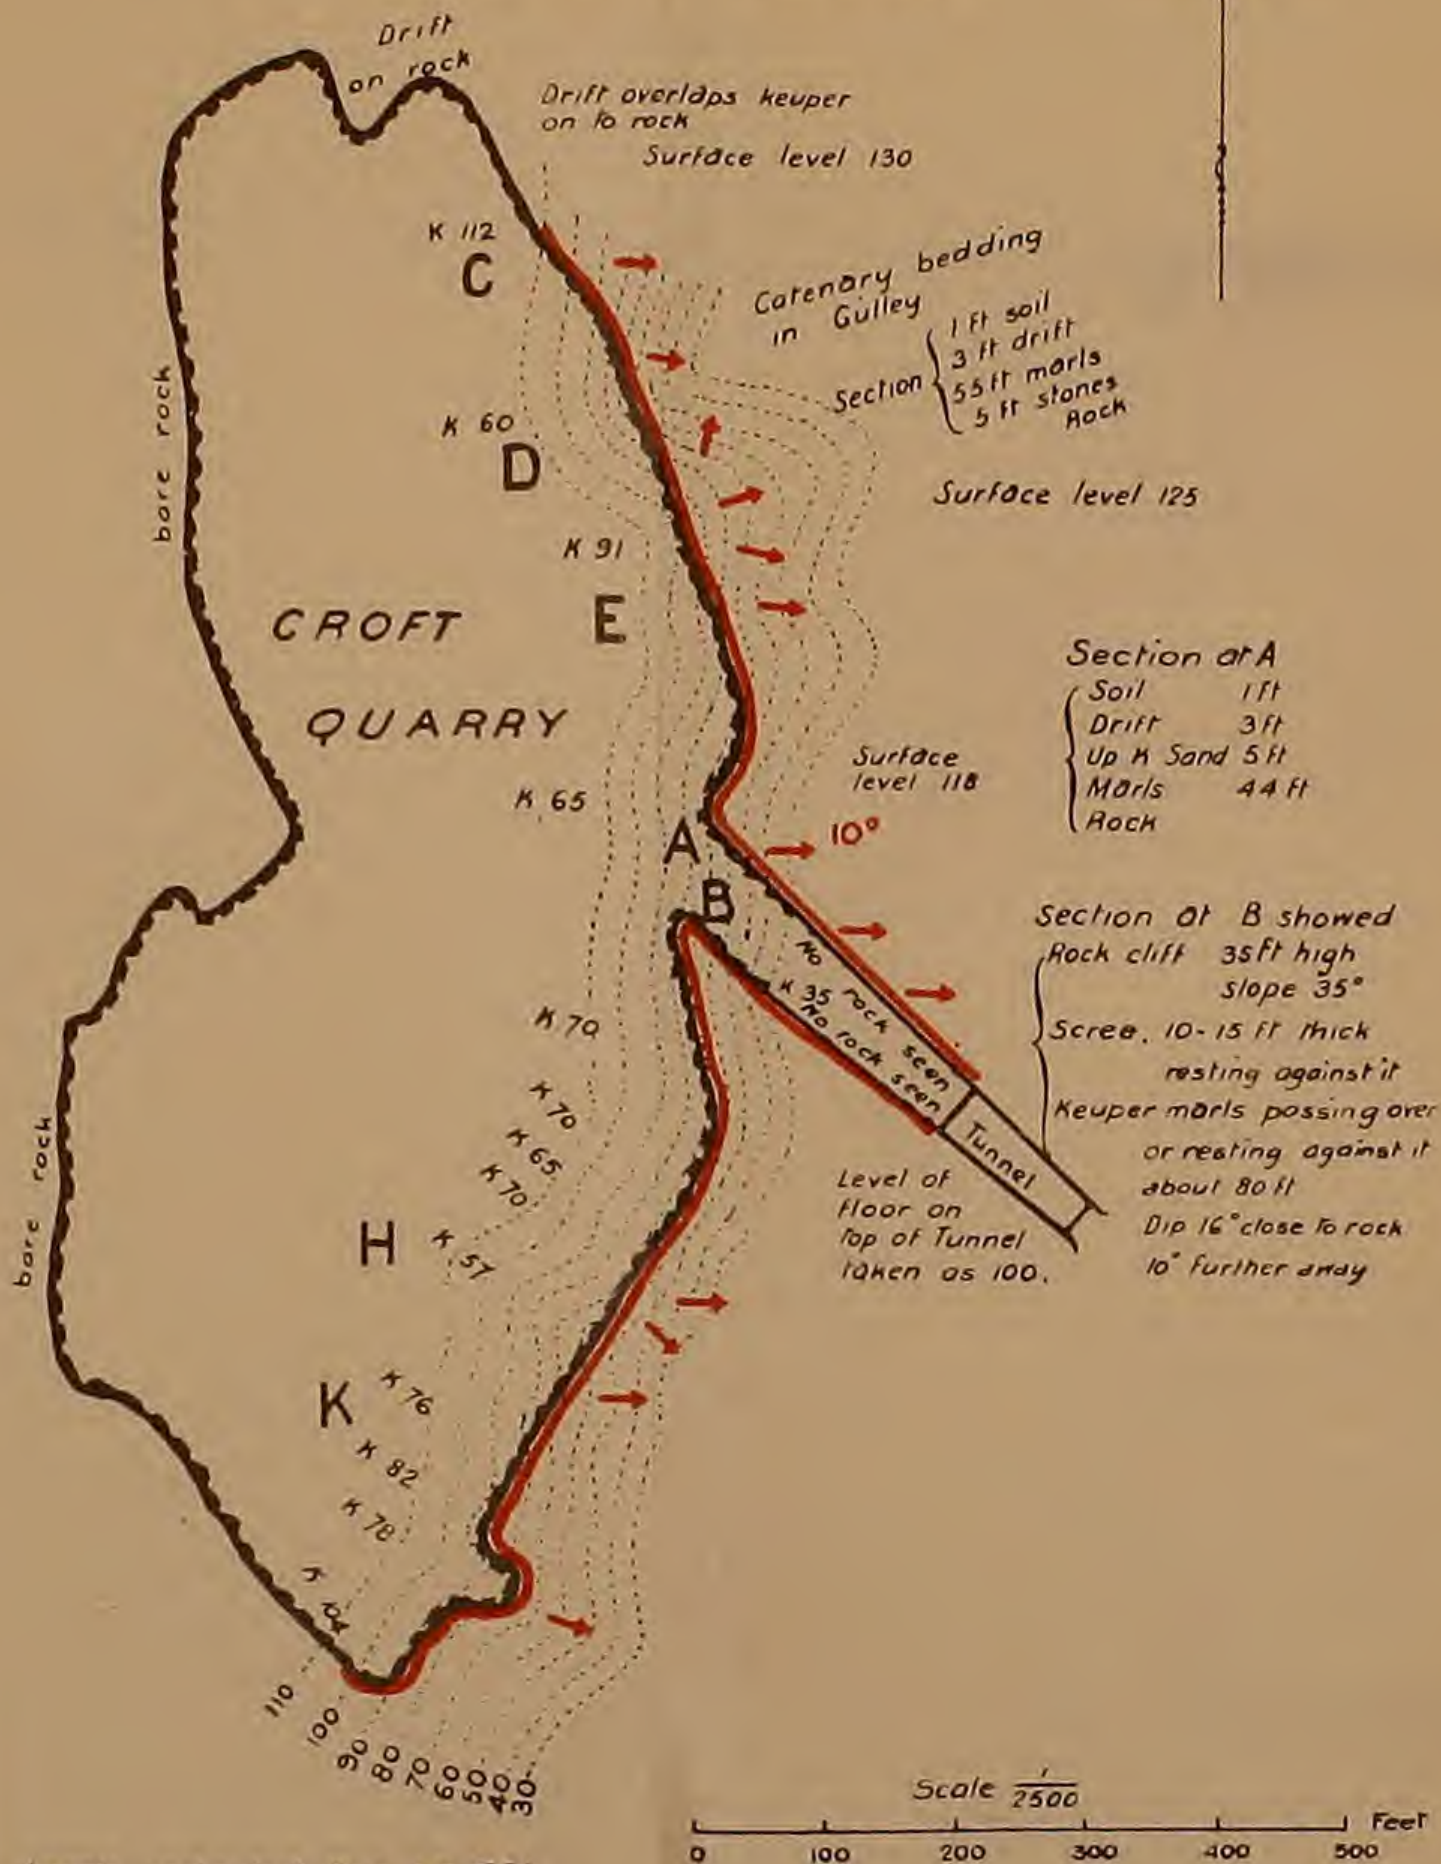 Drift
on rock
Drift overlaps Keuper
on to rock
Surface level 130
K 112
C
Catenary bedding
in Gulley
Section
1 ft soil
3 ft drift
55 ft marls
5 ft stones
Rock
bare rock
K 60
D
Surface level 125
K 91
E
CROFT
QUARRY
Section at A
Soil 1 ft
Drift 3 ft
Up K Sand 5 ft
Marls 44 ft
Rock
Surface
level 118
K 65
A
10°
B
Section at B showed
Rock cliff 35 ft high
slope 35°
Scree, 10-15 ft thick
resting against it
Keuper marls passing over
or resting against it
about 80 ft
Dip 16° close to rock
10° further away
No rock seen
K 35
No rock seen
Tunnel
Level of
floor on
top of Tunnel
taken as 100.
K 70
K 70
K 65
K 70
H
K 57
bare rock
K
K 76
K 82
K 78
K 104
110
100
90
80
70
60
50
40
30
Scale 1/2500
Feet
0 100 200 300 400 500